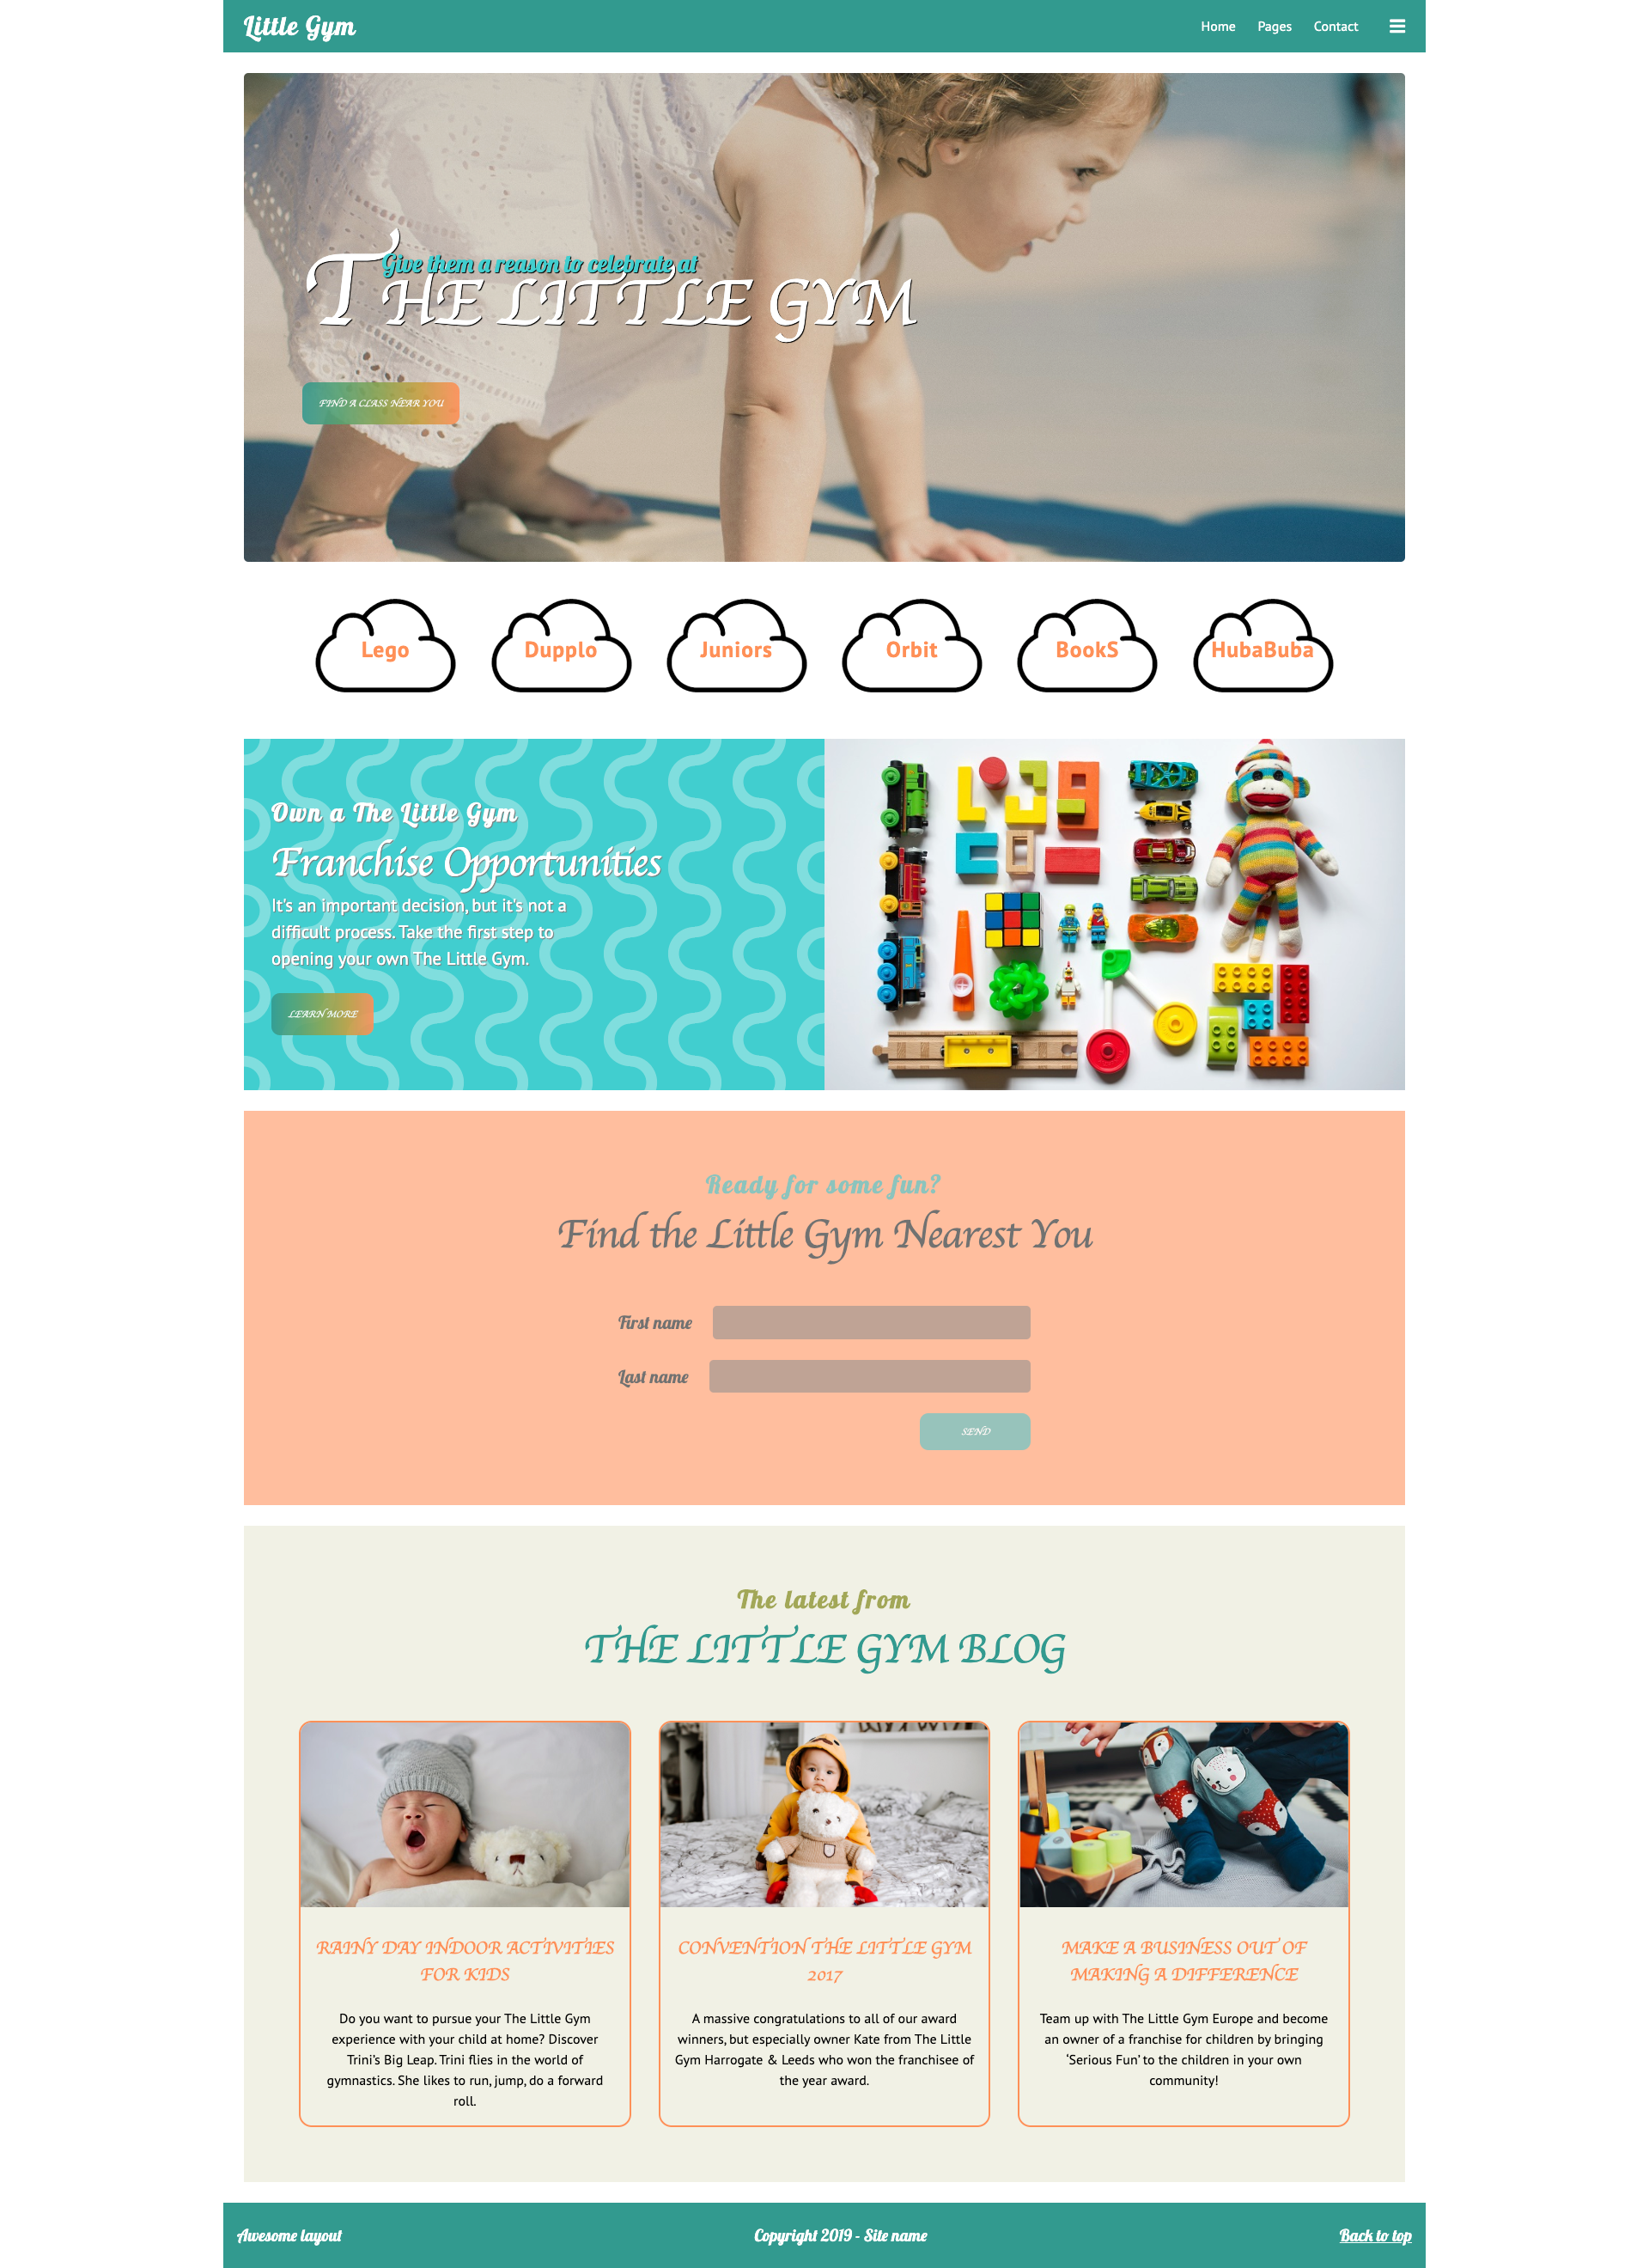 Little Gym
Home Pages Contact
Give them a reason to celebrate at
THE LITTLE GYM
FIND A CLASS NEAR YOU
Lego Dupplo Juniors Orbit BookS HubaBuba
Own a The Little Gym
Franchise Opportunities
It's an important decision, but it's not a
difficult process. Take the first step to
opening your own The Little Gym.
LEARN MORE
Ready for some fun?
Find the Little Gym Nearest You
First name
Last name
SEND
The latest from
THE LITTLE GYM BLOG
RAINY DAY INDOOR ACTIVITIES
FOR KIDS
Do you want to pursue your The Little Gym
experience with your child at home? Discover
Trini’s Big Leap. Trini flies in the world of
gymnastics. She likes to run, jump, do a forward
roll.
CONVENTION THE LITTLE GYM
2017
A massive congratulations to all of our award
winners, but especially owner Kate from The Little
Gym Harrogate & Leeds who won the franchisee of
the year award.
MAKE A BUSINESS OUT OF
MAKING A DIFFERENCE
Team up with The Little Gym Europe and become
an owner of a franchise for children by bringing
‘Serious Fun’ to the children in your own
community!
Awesome layout
Copyright 2019 - Site name
Back to top